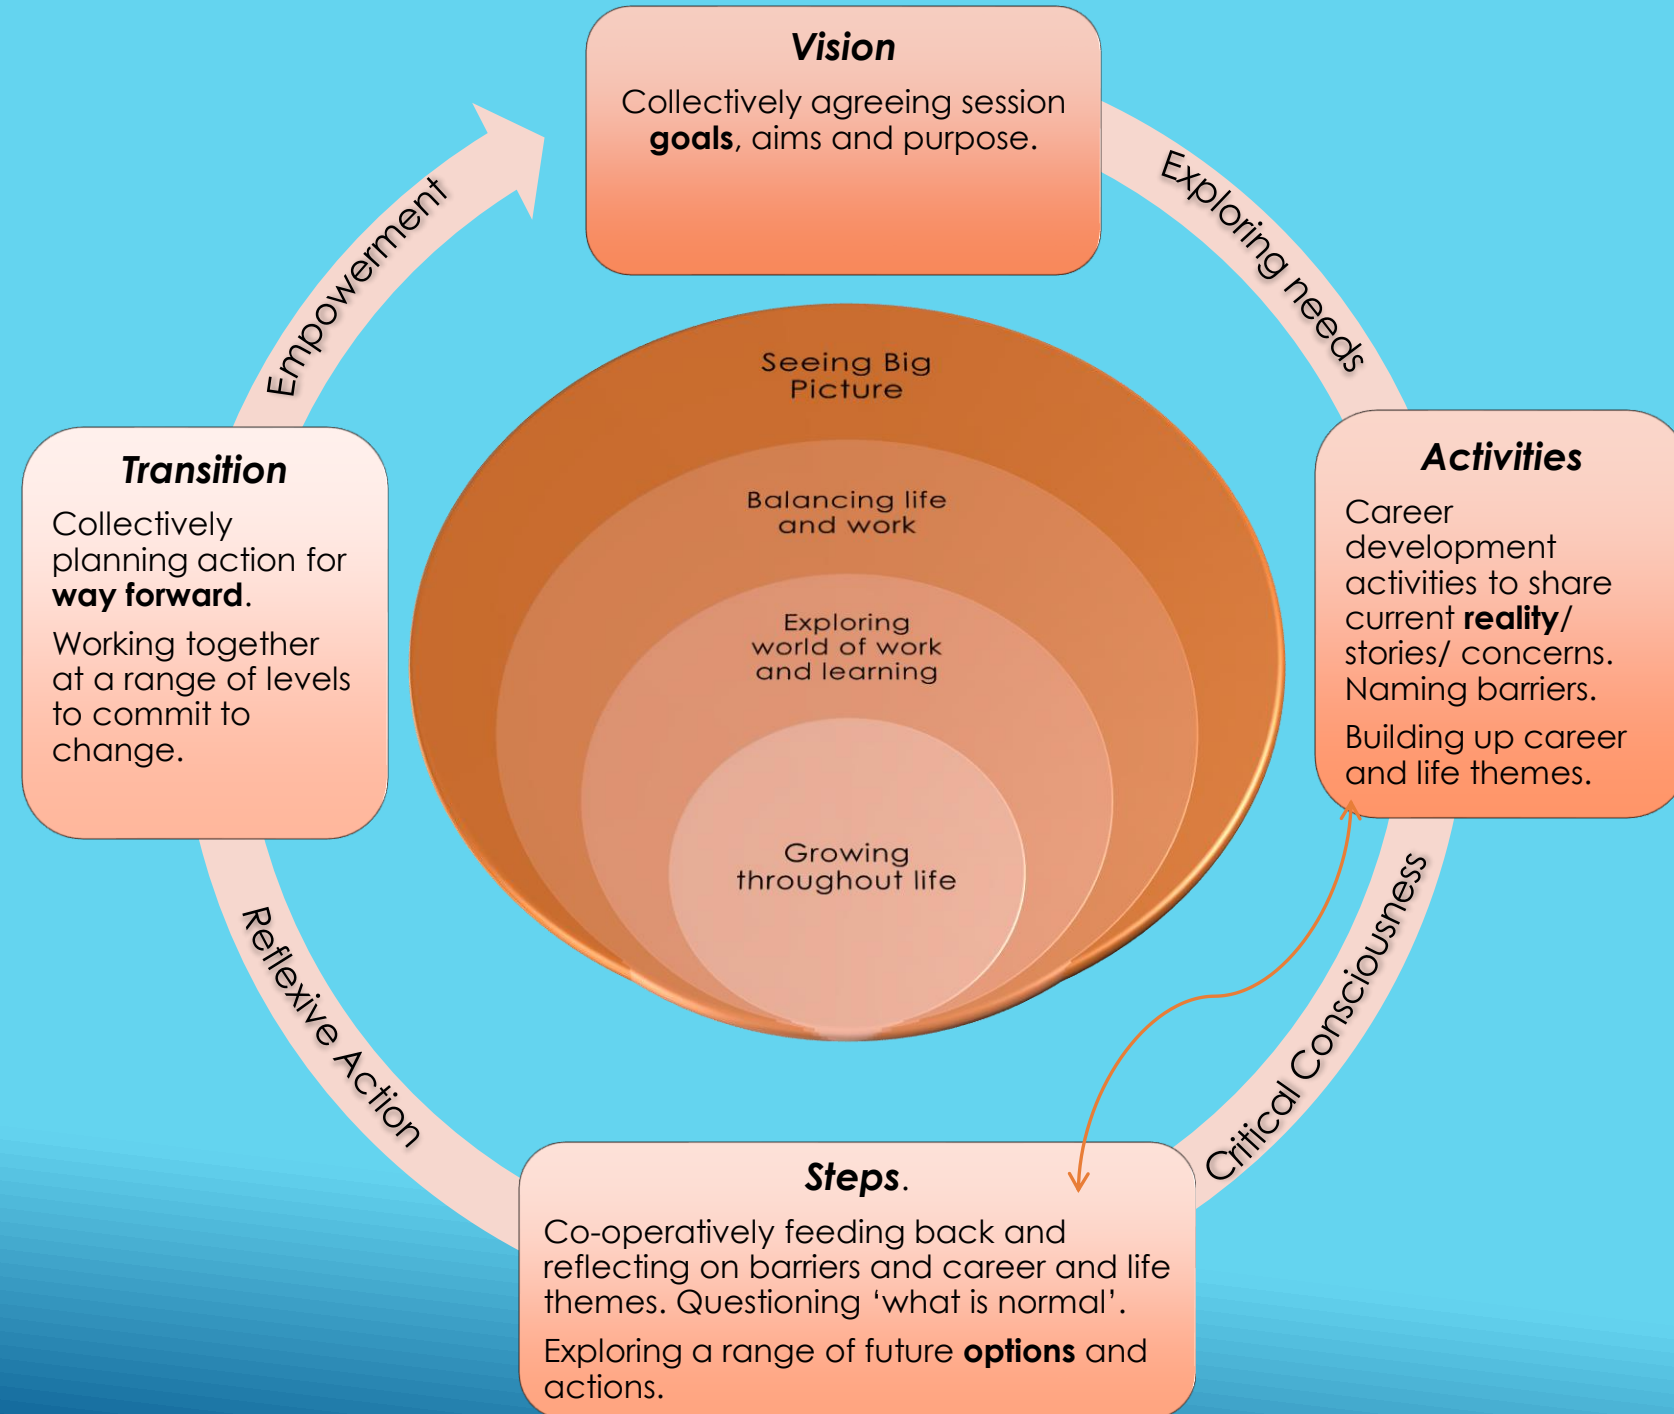 Vision
Collectively agreeing session
goals, aims and purpose.
Exploring needs
Activities
Career
development
activities to share
current reality/
stories/ concerns.
Naming barriers.
Building up career
and life themes.
Critical Consciousness
Steps.
Co-operatively feeding back and
reflecting on barriers and career and life
themes. Questioning ‘what is normal’.
Exploring a range of future options and
actions.
Reflexive Action
Transition
Collectively
planning action for
way forward.
Working together
at a range of levels
to commit to
change.
Empowerment
Seeing Big
Picture
Balancing life
and work
Exploring
world of work
and learning
Growing
throughout life